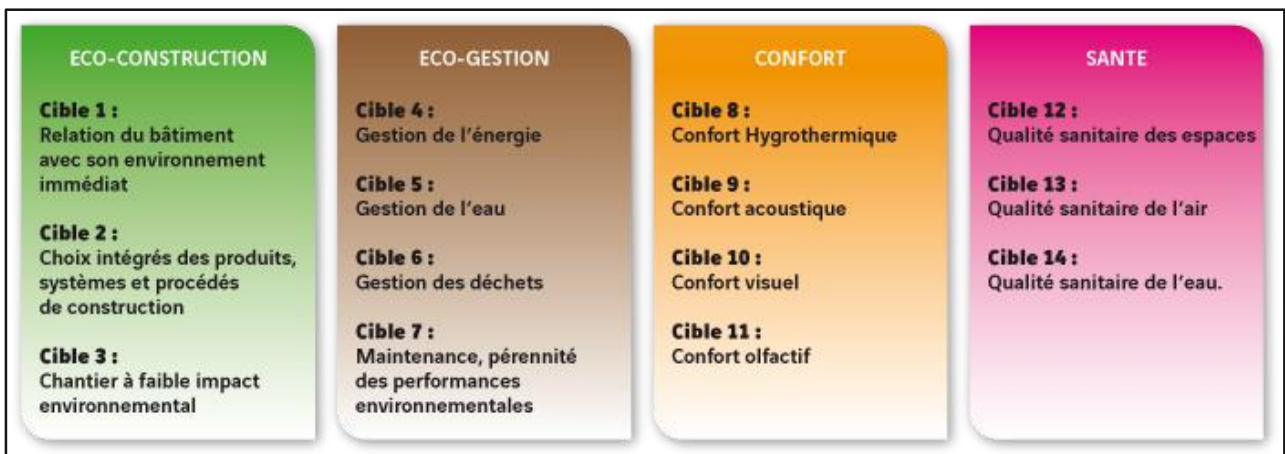 ECO-CONSTRUCTION
Cible 1 :
Relation du bâtiment
avec son environnement
immédiat
Cible 2 :
Choix intégrés des produits,
systèmes et procédés
de construction
Cible 3 :
Chantier à faible impact
environnemental
ECO-GESTION
Cible 4 :
Gestion de l'énergie
Cible 5 :
Gestion de l'eau
Cible 6 :
Gestion des déchets
Cible 7 :
Maintenance, pérennité
des performances
environnementales
CONFORT
Cible 8 :
Confort Hygrothermique
Cible 9 :
Confort acoustique
Cible 10 :
Confort visuel
Cible 11 :
Confort olfactif
SANTE
Cible 12 :
Qualité sanitaire des espaces
Cible 13 :
Qualité sanitaire de l'air
Cible 14 :
Qualité sanitaire de l'eau.